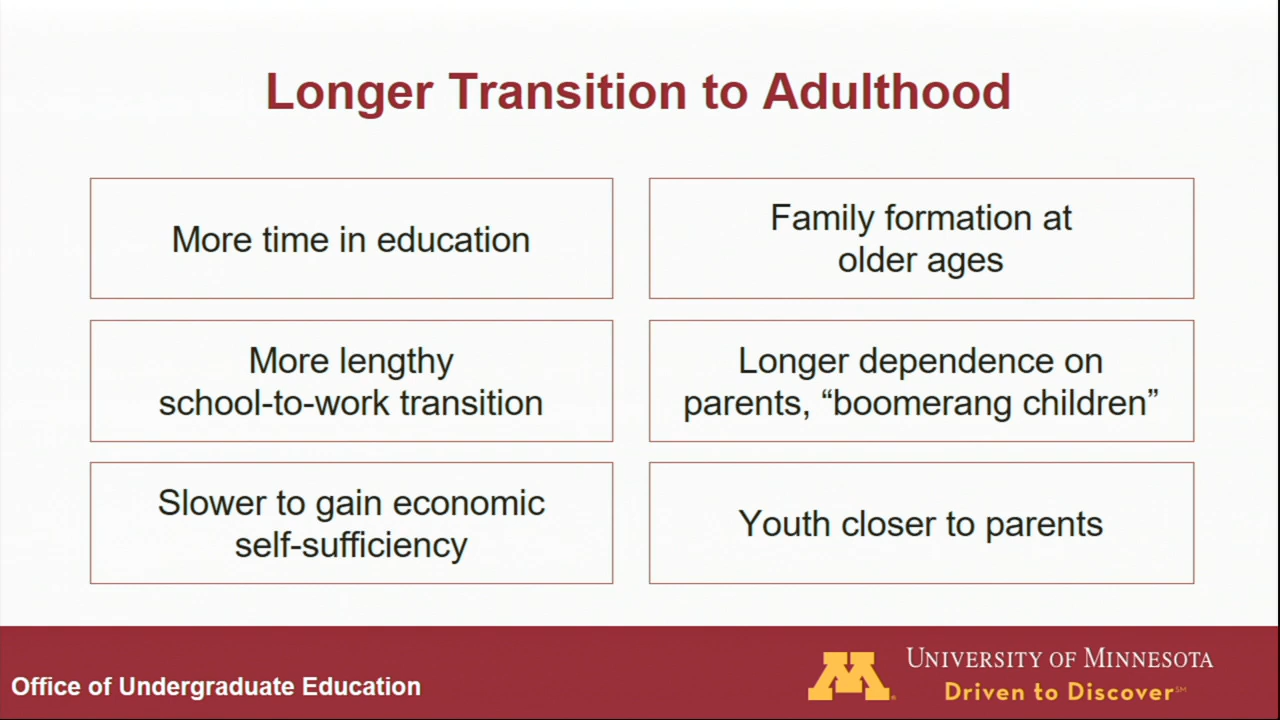 Longer Transition to Adulthood
More time in education
Family formation at
older ages
More lengthy
school-to-work transition
Longer dependence on
parents, “boomerang children”
Slower to gain economic
self-sufficiency
Youth closer to parents
Office of Undergraduate Education
M
UNIVERSITY OF MINNESOTA
Driven to Discover℠